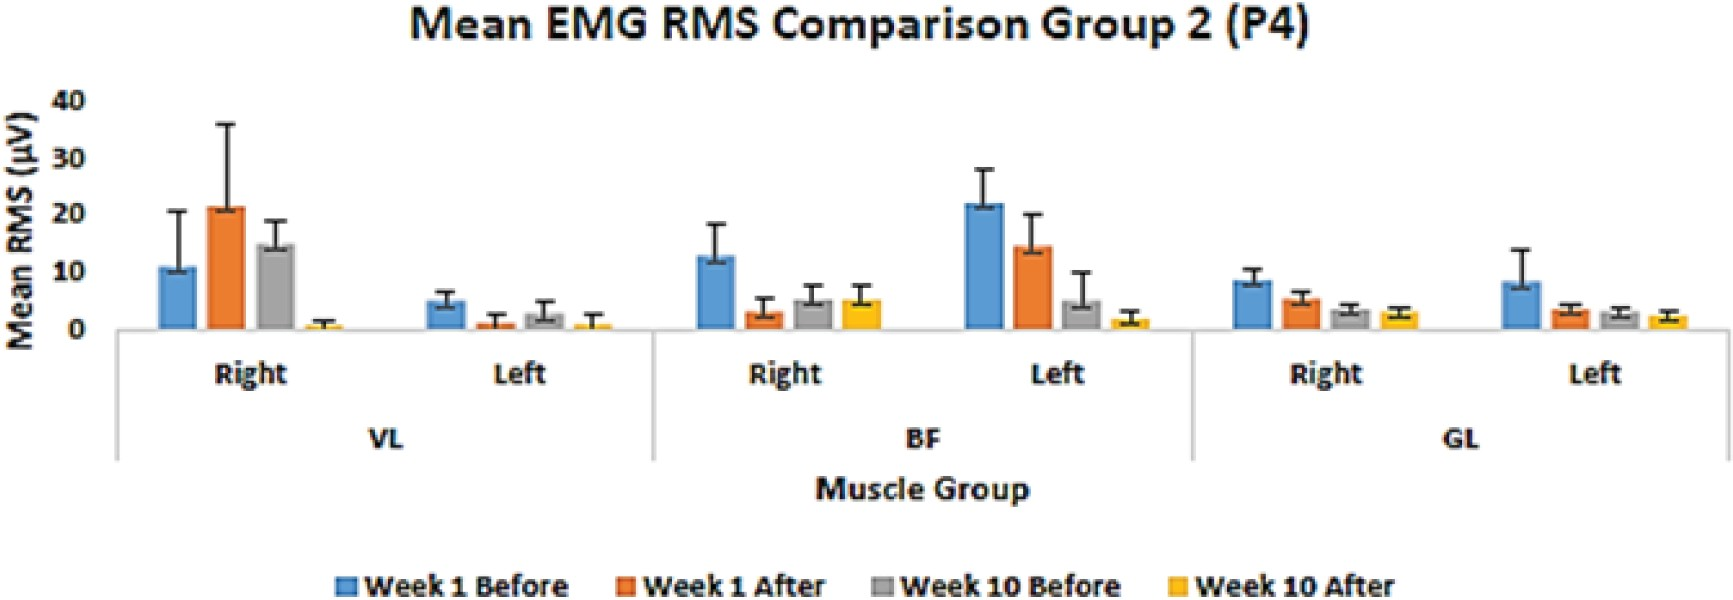 Mean EMG RMS Comparison Group 2 (P4)
Mean RMS (µV)
40
30
20
10
0
Right Left Right Left Right Left
VL BF GL
Muscle Group
Week 1 Before Week 1 After Week 10 Before Week 10 After